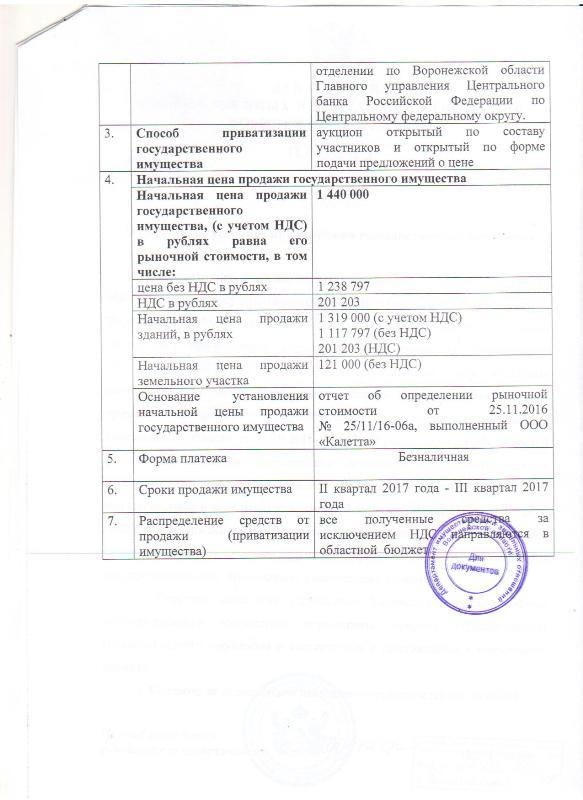 отделении по Воронежской области
Главного управления Центрального
банка Российской Федерации по
Центральному федеральному округу.
3.
Способ приватизации
государственного
имущества
аукцион открытый по составу
участников и открытый по форме
подачи предложений о цене
4.
Начальная цена продажи государственного имущества
Начальная цена продажи
государственного
имущества, (с учетом НДС)
в рублях равна его
рыночной стоимости, в том
числе:
1 440 000
цена без НДС в рублях
1 238 797
НДС в рублях
201 203
Начальная цена продажи
зданий, в рублях
1 319 000 (с учетом НДС)
1 117 797 (без НДС)
201 203 (НДС)
Начальная цена продажи
земельного участка
121 000 (без НДС)
Основание установления
начальной цены продажи
государственного имущества
отчет об определении рыночной
стоимости от 25.11.2016
№ 25/11/16-06а, выполненный ООО
«Калетта»
5.
Форма платежа
Безналичная
6.
Сроки продажи имущества
II квартал 2017 года - III квартал 2017
года
7.
Распределение средств от
продажи (приватизации
имущества)
все полученные средства за
исключением НДС направляются в
областной бюджет
Департамент имущественных и земельных отношений
Воронежской области
Для
документов